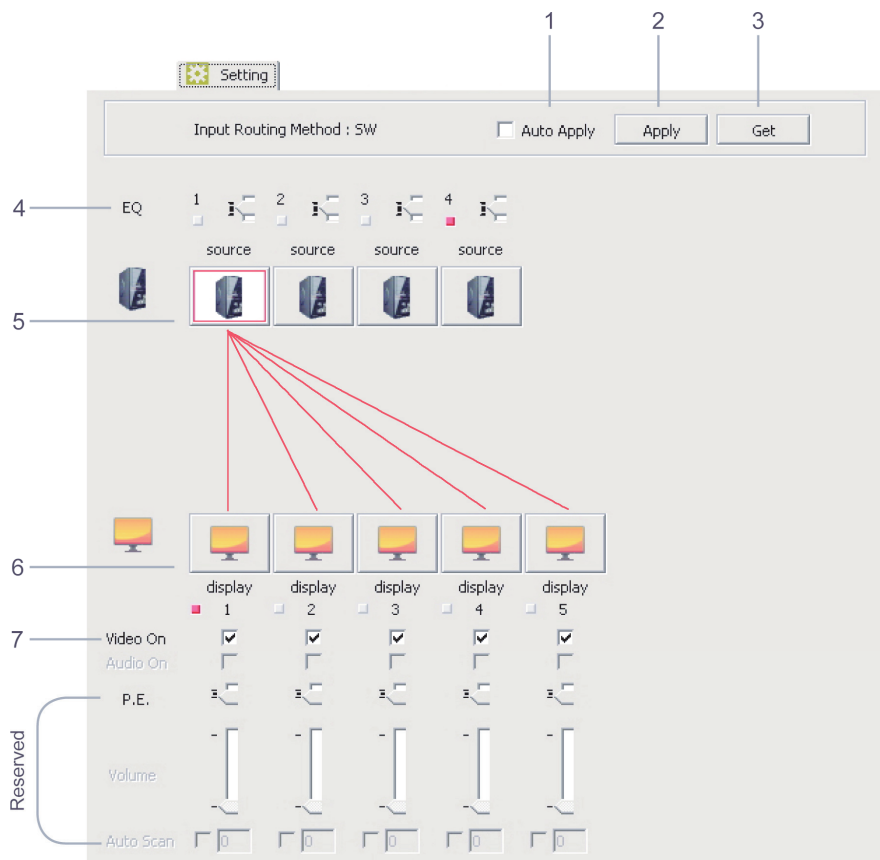 1 2 3
Setting
Input Routing Method : SW Auto Apply Apply Get
4 EQ 1 2 3 4
source source source source
5
6
display display display display display
1 2 3 4 5
7 Video On
Audio On
P.E.
Reserved
Volume
Auto Scan 0 0 0 0 0